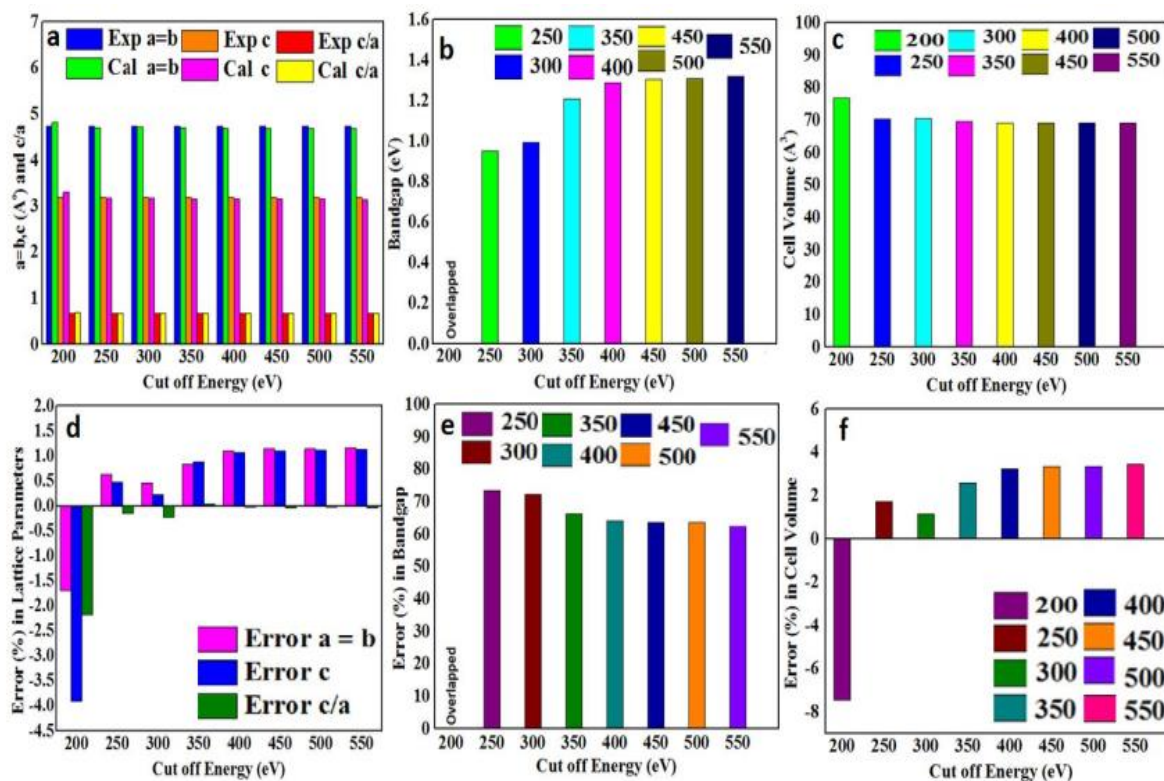 a
Exp a=b Exp c Exp c/a
Cal a=b Cal c Cal c/a
a=b,c (A°) and c/a
7
6
5
4
3
2
1
0
200 250 300 350 400 450 500 550
Cut off Energy (eV)
b
250 350 450 550
300 400 500
Bandgap (eV)
1.6
1.4
1.2
1.0
0.8
0.6
0.4
0.2
0.0
Overlapped
200 250 300 350 400 450 500 550
Cut off Energy (eV)
c
200 300 400 500
250 350 450 550
Cell Volume (A³)
100
90
80
70
60
50
40
30
20
10
0
200 250 300 350 400 450 500 550
Cut off Energy (eV)
d
Error (%) in Lattice Parameters
2.0
1.5
1.0
0.5
0.0
-0.5
-1.0
-1.5
-2.0
-2.5
-3.0
-3.5
-4.0
-4.5
Error a = b
Error c
Error c/a
200 250 300 350 400 450 500 550
Cut off Energy (eV)
e
250 350 450 550
300 400 500
Error (%) in Bandgap
100
90
80
70
60
50
40
30
20
10
0
Overlapped
200 250 300 350 400 450 500 550
Cut off Energy (eV)
f
Error (%) in Cell Volume
6
4
2
0
-2
-4
-6
-8
200 400
250 450
300 500
350 550
200 250 300 350 400 450 500 550
Cut off Energy (eV)